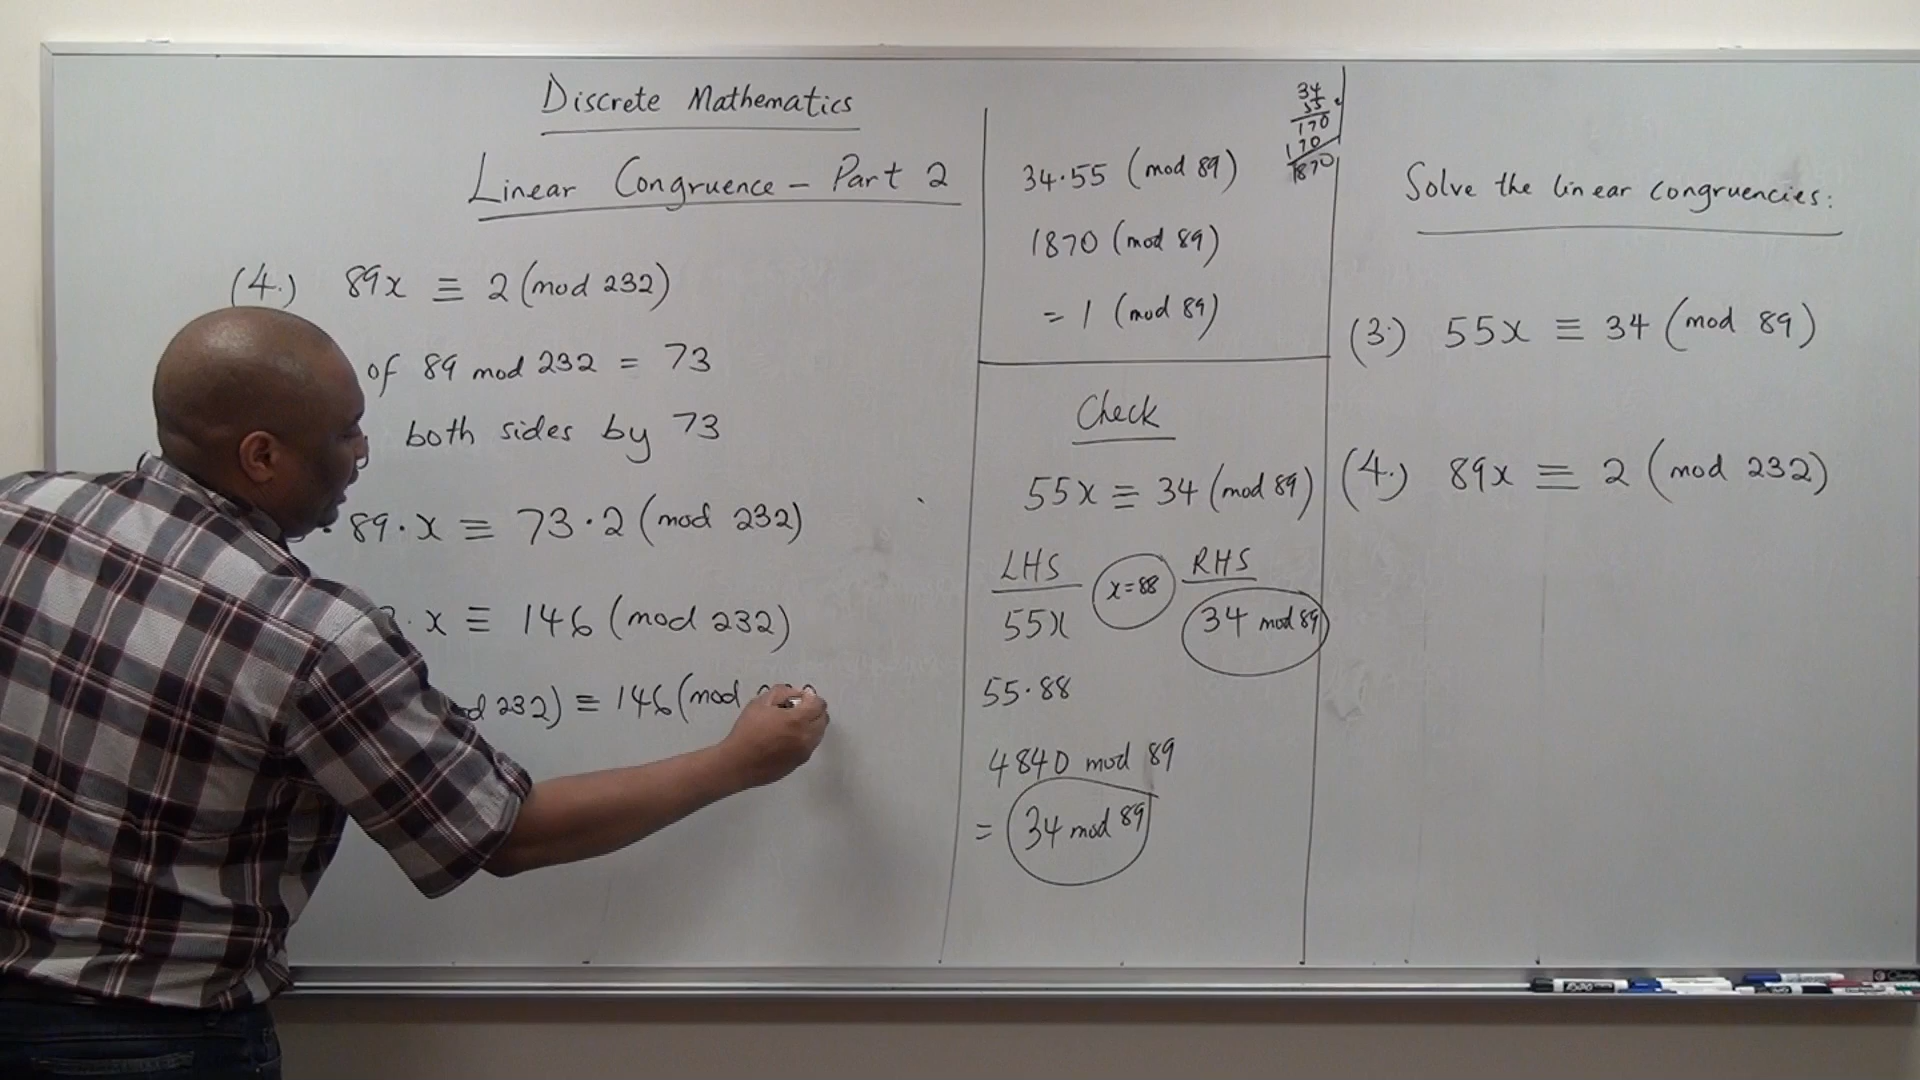 Discrete Mathematics
Linear Congruence - Part 2
(4.) 89x ≡ 2 (mod 232)
of 89 mod 232 = 73
both sides by 73
· 89 · x ≡ 73 · 2 (mod 232)
· x ≡ 146 (mod 232)
232) ≡ 146 (mod
34
55
170
170
1870
34·55 (mod 89)
1870 (mod 89)
= 1 (mod 89)
Check
55x ≡ 34 (mod 89)
LHS x=88 RHS
55x 34 mod 89
55·88
4840 mod 89
= 34 mod 89
Solve the linear congruencies:
(3.) 55x ≡ 34 (mod 89)
(4.) 89x ≡ 2 (mod 232)
EXPO